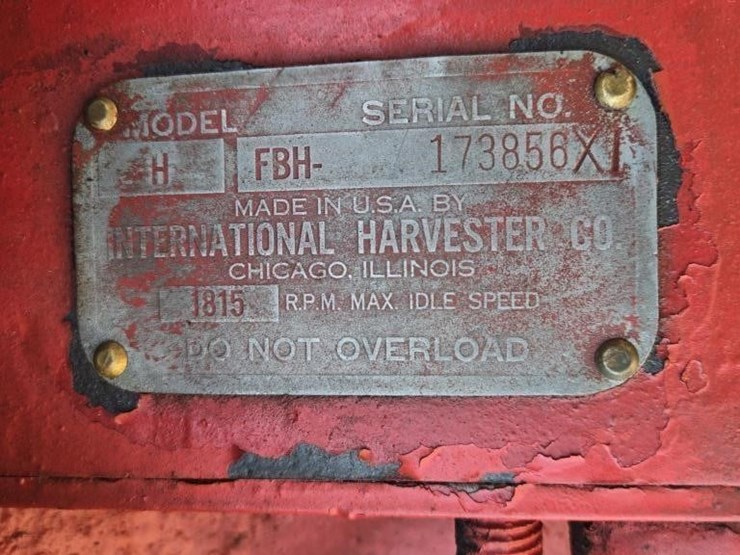 MODEL SERIAL NO.
H FBH- 173856X1
MADE IN U.S.A. BY
INTERNATIONAL HARVESTER CO.
CHICAGO, ILLINOIS
1815 R.P.M. MAX. IDLE SPEED
DO NOT OVERLOAD